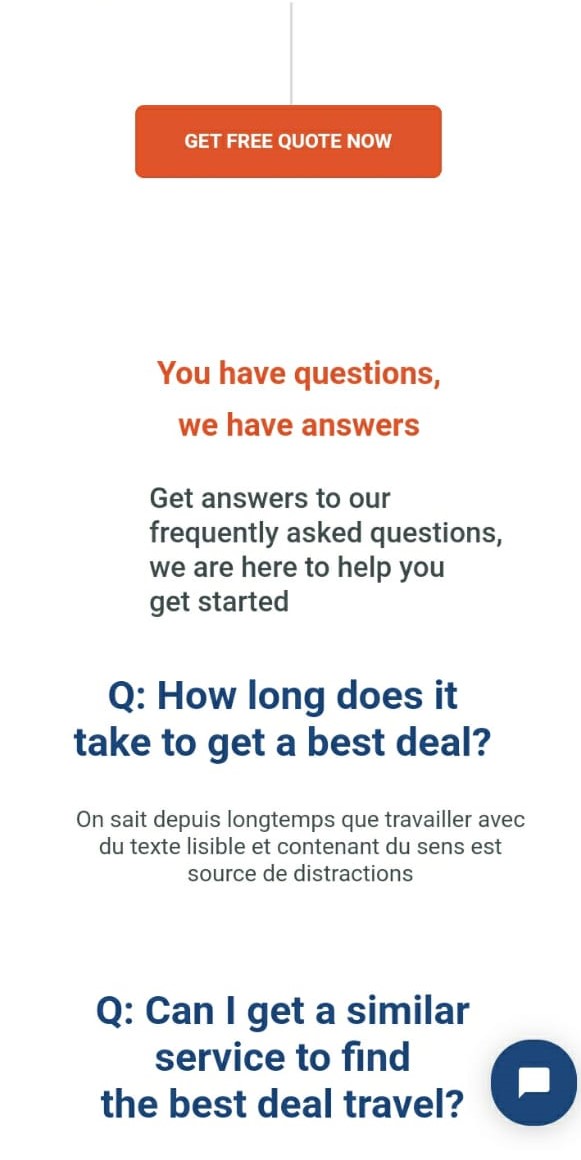 GET FREE QUOTE NOW
You have questions,
we have answers
Get answers to our
frequently asked questions,
we are here to help you
get started
Q: How long does it
take to get a best deal?
On sait depuis longtemps que travailler avec
du texte lisible et contenant du sens est
source de distractions
Q: Can I get a similar
service to find
the best deal travel?